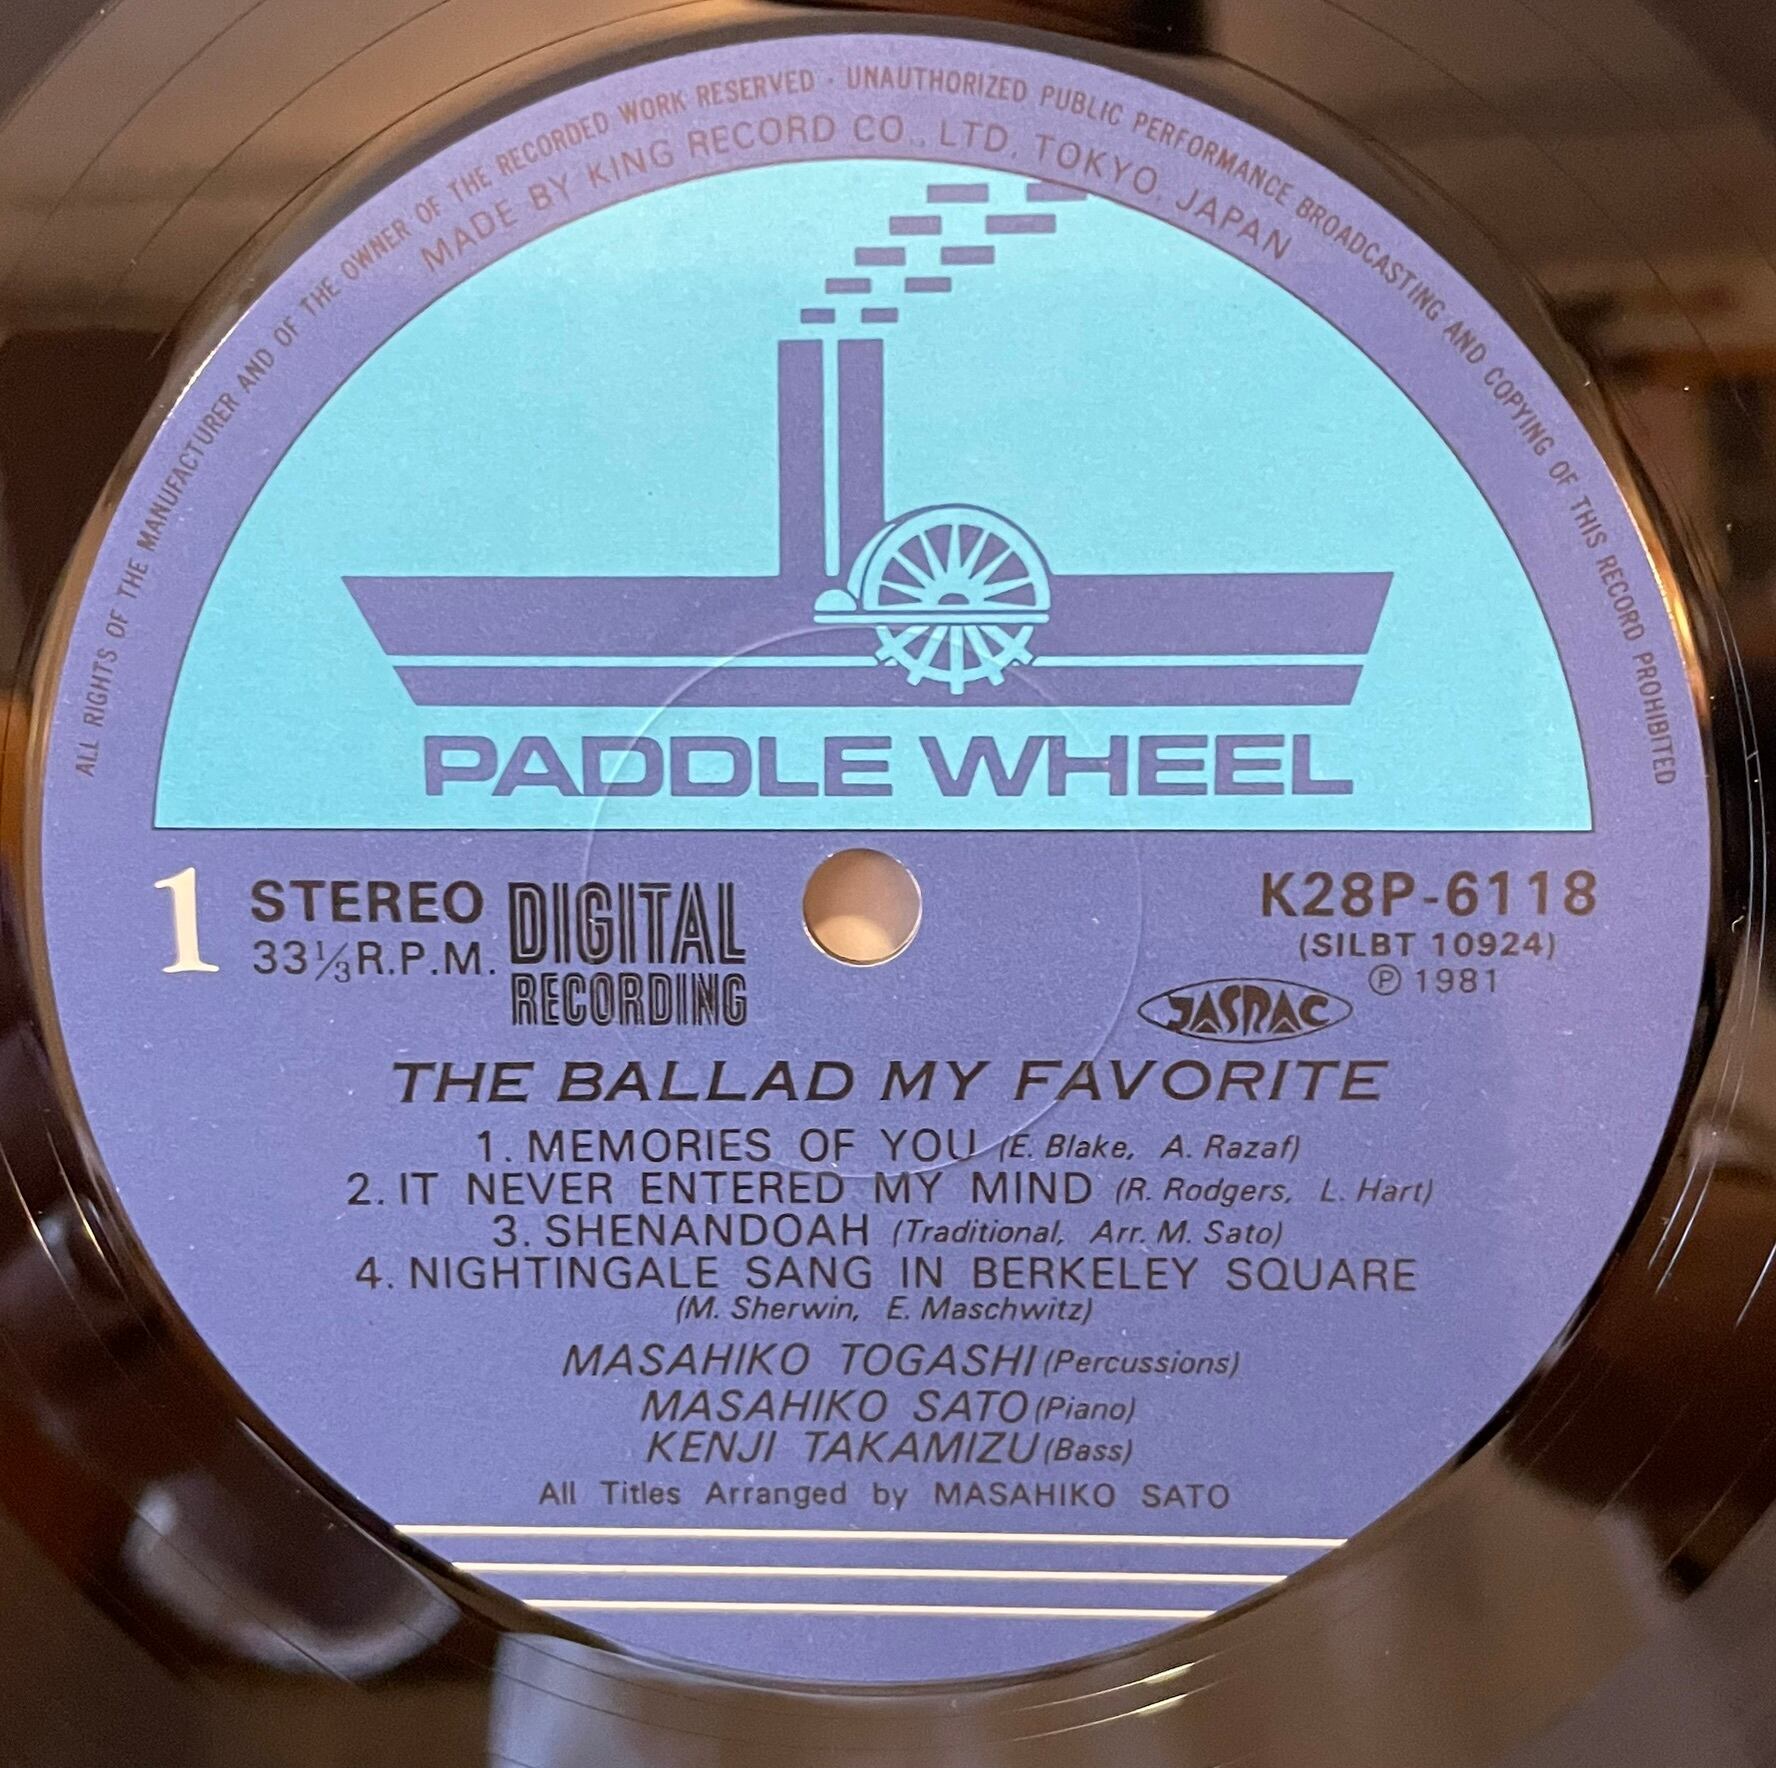 ALL RIGHTS OF THE MANUFACTURER AND OF THE OWNER OF THE RECORDED WORK RESERVED · UNAUTHORIZED PUBLIC PERFORMANCE BROADCASTING AND COPYING OF THIS RECORD PROHIBITED
MADE BY KING RECORD CO., LTD. TOKYO, JAPAN
PADDLE WHEEL
1
STEREO
33⅓ R.P.M.
DIGITAL
RECORDING
K28P-6118
(SILBT 10924)
℗ 1981
JASRAC
THE BALLAD MY FAVORITE
1. MEMORIES OF YOU (E. Blake, A. Razaf)
2. IT NEVER ENTERED MY MIND (R. Rodgers, L. Hart)
3. SHENANDOAH (Traditional, Arr. M. Sato)
4. NIGHTINGALE SANG IN BERKELEY SQUARE
(M. Sherwin, E. Maschwitz)
MASAHIKO TOGASHI (Percussions)
MASAHIKO SATO (Piano)
KENJI TAKAMIZU (Bass)
All Titles Arranged by MASAHIKO SATO